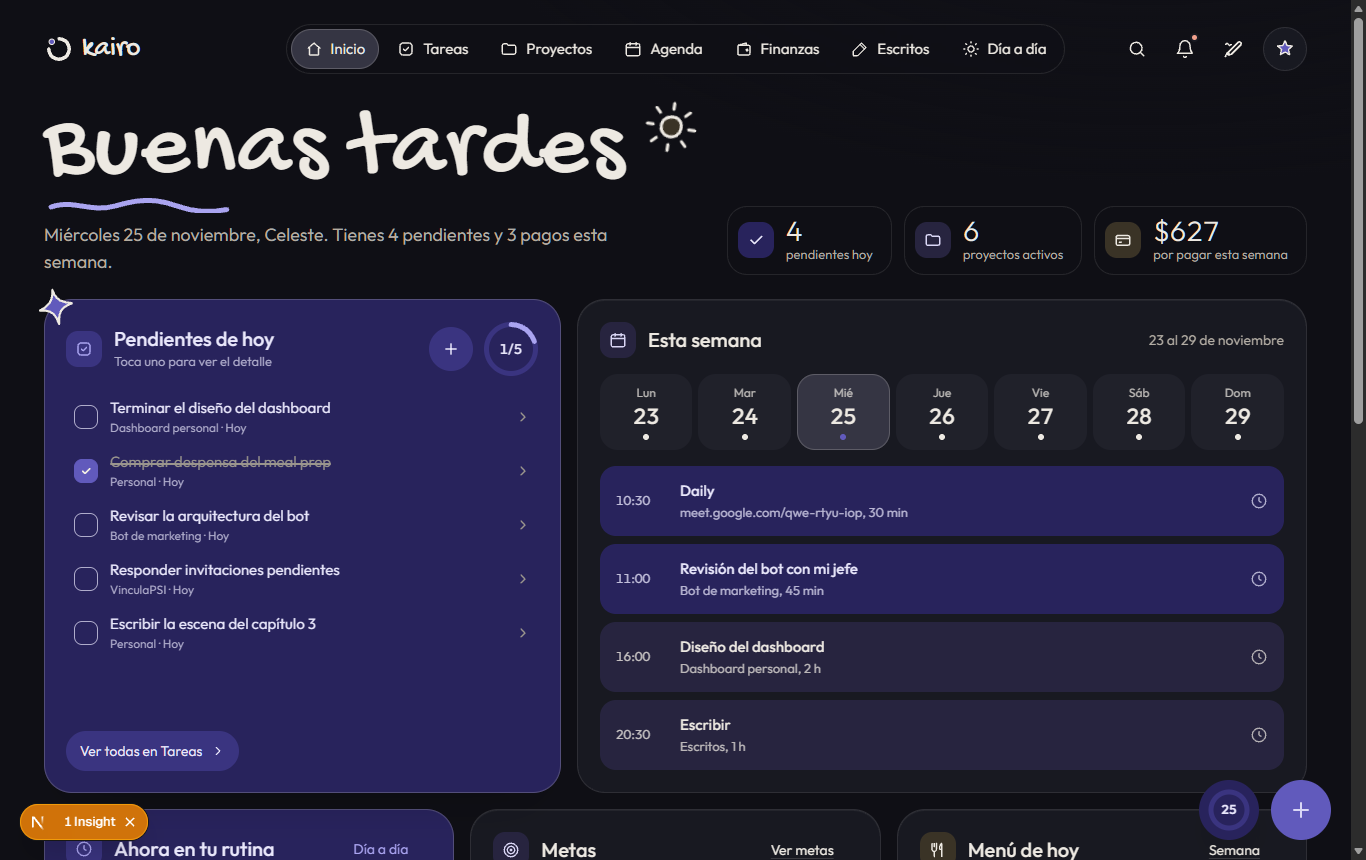 kairo
Inicio
Tareas
Proyectos
Agenda
Finanzas
Escritos
Día a día
Buenas tardes
Miércoles 25 de noviembre, Celeste. Tienes 4 pendientes y 3 pagos esta
semana.
4
pendientes hoy
6
proyectos activos
$627
por pagar esta semana
Pendientes de hoy
Toca uno para ver el detalle
1/5
Terminar el diseño del dashboard
Dashboard personal · Hoy
Comprar despensa del meal prep
Personal · Hoy
Revisar la arquitectura del bot
Bot de marketing · Hoy
Responder invitaciones pendientes
VinculaPSI · Hoy
Escribir la escena del capítulo 3
Personal · Hoy
Ver todas en Tareas
Esta semana
23 al 29 de noviembre
Lun
23
Mar
24
Mié
25
Jue
26
Vie
27
Sáb
28
Dom
29
10:30
Daily
meet.google.com/qwe-rtyu-iop, 30 min
11:00
Revisión del bot con mi jefe
Bot de marketing, 45 min
16:00
Diseño del dashboard
Dashboard personal, 2 h
20:30
Escribir
Escritos, 1 h
25
1 Insight
Ahora en tu rutina
Día a día
Metas
Ver metas
Menú de hoy
Semana